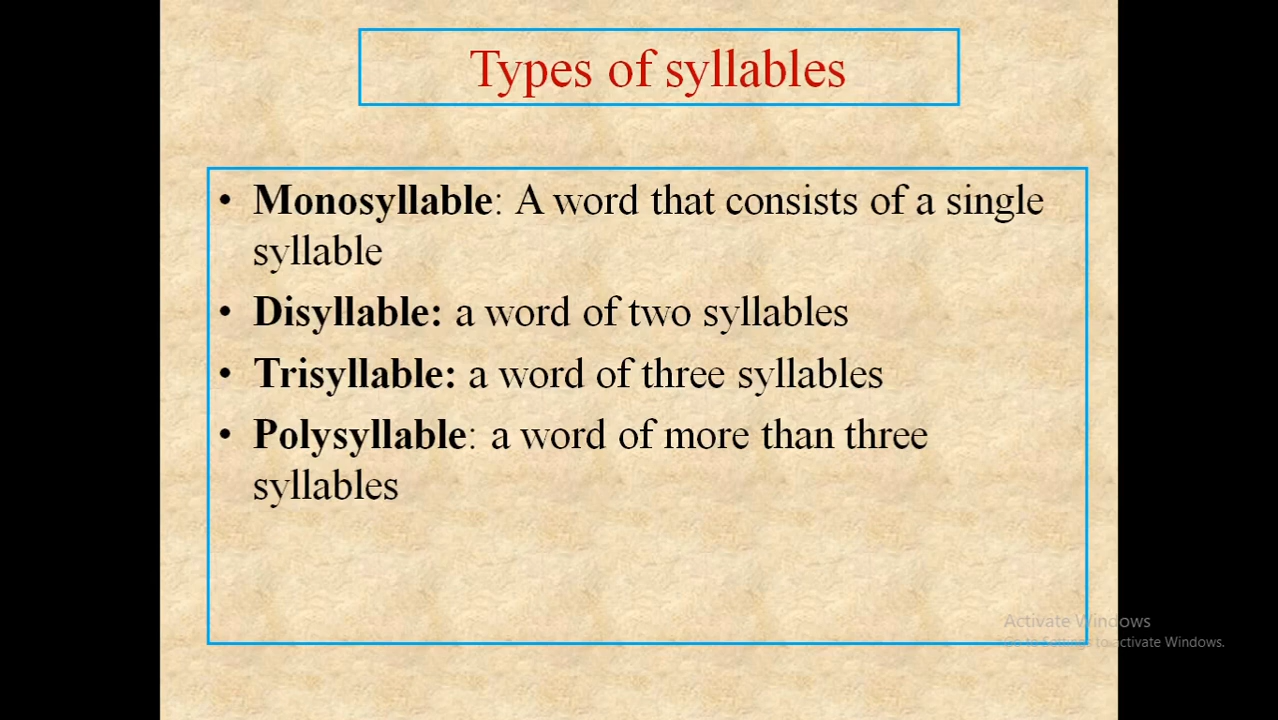 Types of syllables
• Monosyllable: A word that consists of a single
syllable
• Disyllable: a word of two syllables
• Trisyllable: a word of three syllables
• Polysyllable: a word of more than three
syllables
Activate Windows
Go to Settings to activate Windows.